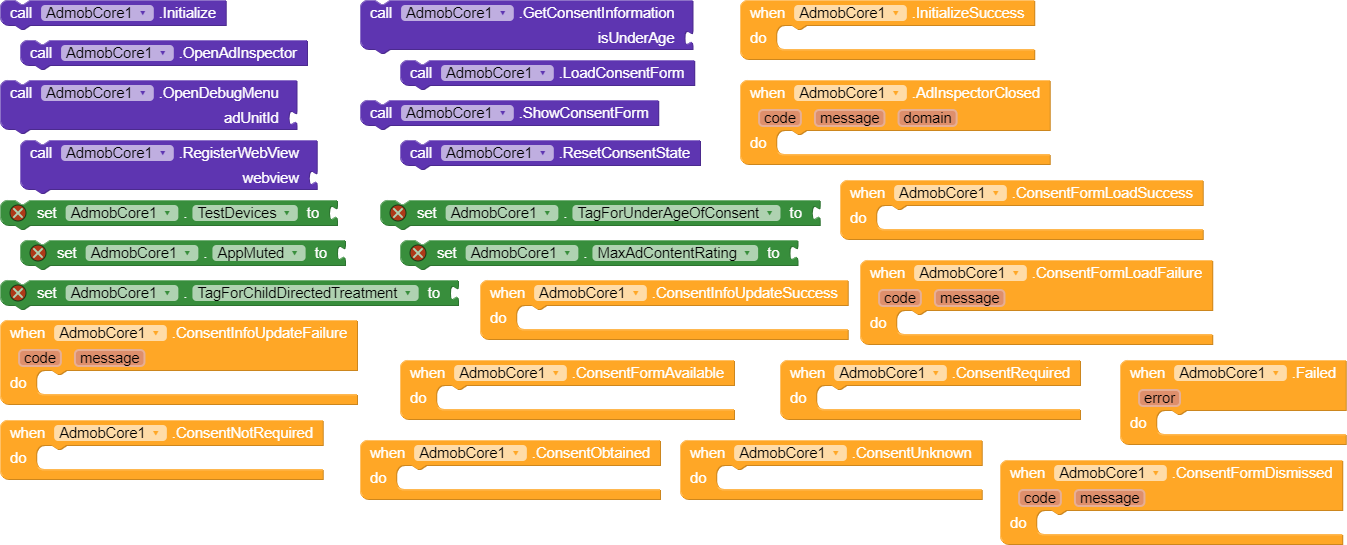 call AdmobCore1 .Initialize
call AdmobCore1 .OpenAdInspector
call AdmobCore1 .OpenDebugMenu
adUnitId
call AdmobCore1 .RegisterWebView
webview
call AdmobCore1 .GetConsentInformation
isUnderAge
call AdmobCore1 .LoadConsentForm
call AdmobCore1 .ShowConsentForm
call AdmobCore1 .ResetConsentState
when AdmobCore1 .InitializeSuccess
do
when AdmobCore1 .AdInspectorClosed
code message domain
do
set AdmobCore1 . TestDevices to
set AdmobCore1 . AppMuted to
set AdmobCore1 . TagForChildDirectedTreatment to
set AdmobCore1 . TagForUnderAgeOfConsent to
set AdmobCore1 . MaxAdContentRating to
when AdmobCore1 .ConsentFormLoadSuccess
do
when AdmobCore1 .ConsentInfoUpdateSuccess
do
when AdmobCore1 .ConsentFormLoadFailure
code message
do
when AdmobCore1 .ConsentInfoUpdateFailure
code message
do
when AdmobCore1 .ConsentFormAvailable
do
when AdmobCore1 .ConsentRequired
do
when AdmobCore1 .Failed
error
do
when AdmobCore1 .ConsentNotRequired
do
when AdmobCore1 .ConsentObtained
do
when AdmobCore1 .ConsentUnknown
do
when AdmobCore1 .ConsentFormDismissed
code message
do